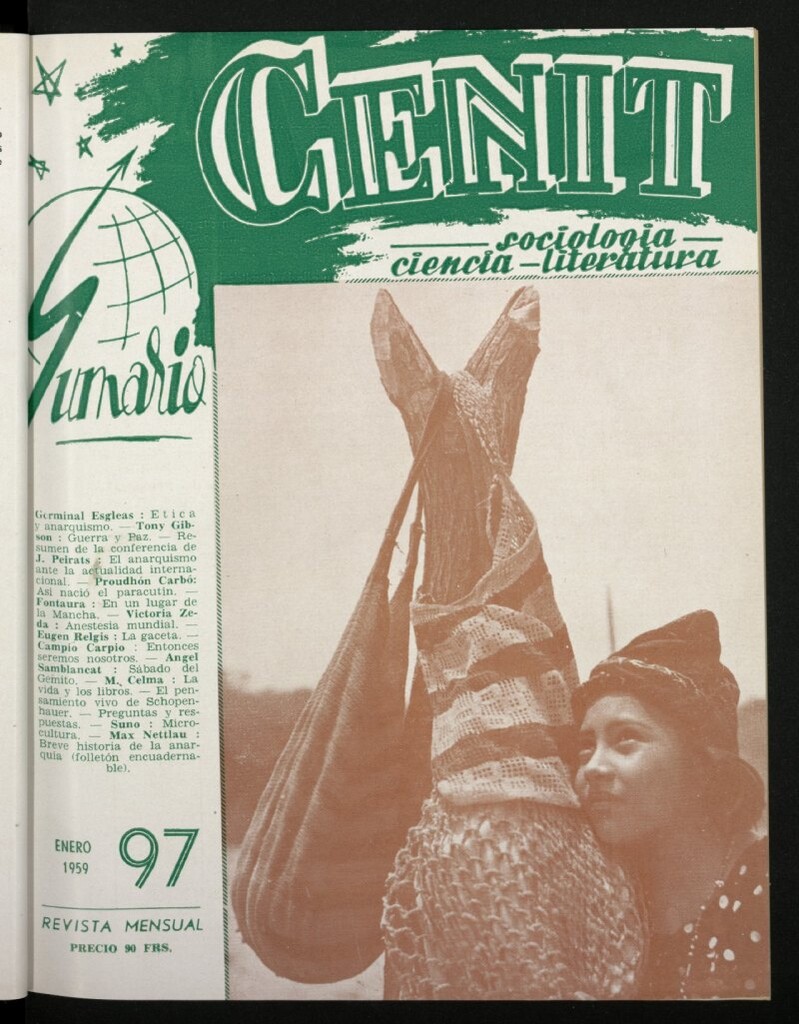 CENIT
sociologia
ciencia - literatura
Sumario
Germinal Esgleas : Etica
y anarquismo. — Tony Gib-
son : Guerra y Paz. — Re-
sumen de la conferencia de
J. Peirats : El anarquismo
ante la actualidad interna-
cional. — Proudhón Carbó:
Asi nació el paracutin. —
Fontaura : En un lugar de
la Mancha. — Victoria Ze-
da : Anestesia mundial. —
Eugen Relgis : La gaceta. —
Campio Carpio : Entonces
seremos nosotros. — Angel
Samblancat : Sábado del
Gemito. — M. Celma : La
vida y los libros. — El pen-
samiento vivo de Schopen-
hauer. — Preguntas y res-
puestas. — Suno : Micro-
cultura. — Max Nettlau :
Breve historia de la anar-
quia (folletón encuaderna-
ble).
ENERO
1959
97
REVISTA MENSUAL
PRECIO 90 FRS.